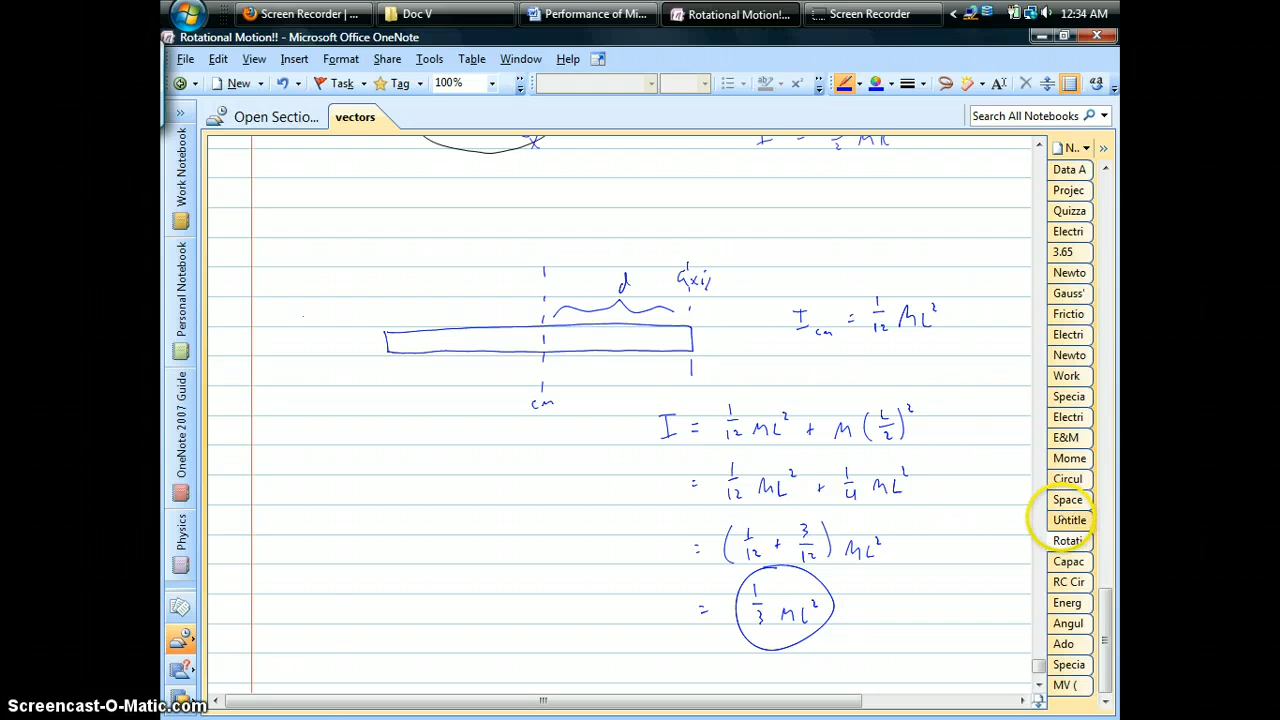 Screen Recorder | ...
Doc V
Performance of Mi...
Rotational Motion!...
Screen Recorder
12:34 AM
Rotational Motion!! - Microsoft Office OneNote
File Edit View Insert Format Share Tools Table Window Help
New Task Tag 100%
Open Sectio... vectors
Search All Notebooks
N..
Work Notebook
Personal Notebook
OneNote 2007 Guide
Physics
Data A
Projec
Quizza
Electri
3.65
Newto
Gauss'
Frictio
Electri
Newto
Work
Specia
Electri
E&M
Mome
Circul
Space
Untitle
Rotati
Capac
RC Cir
Energ
Angul
Ado
Specia
MV (
x
d
axis
I_cm = 1/12 ML²
cm
I = 1/12 ML² + M(L/2)²
= 1/12 ML² + 1/4 ML²
= (1/12 + 3/12) ML²
= 1/3 ML²
Screencast-O-Matic.com